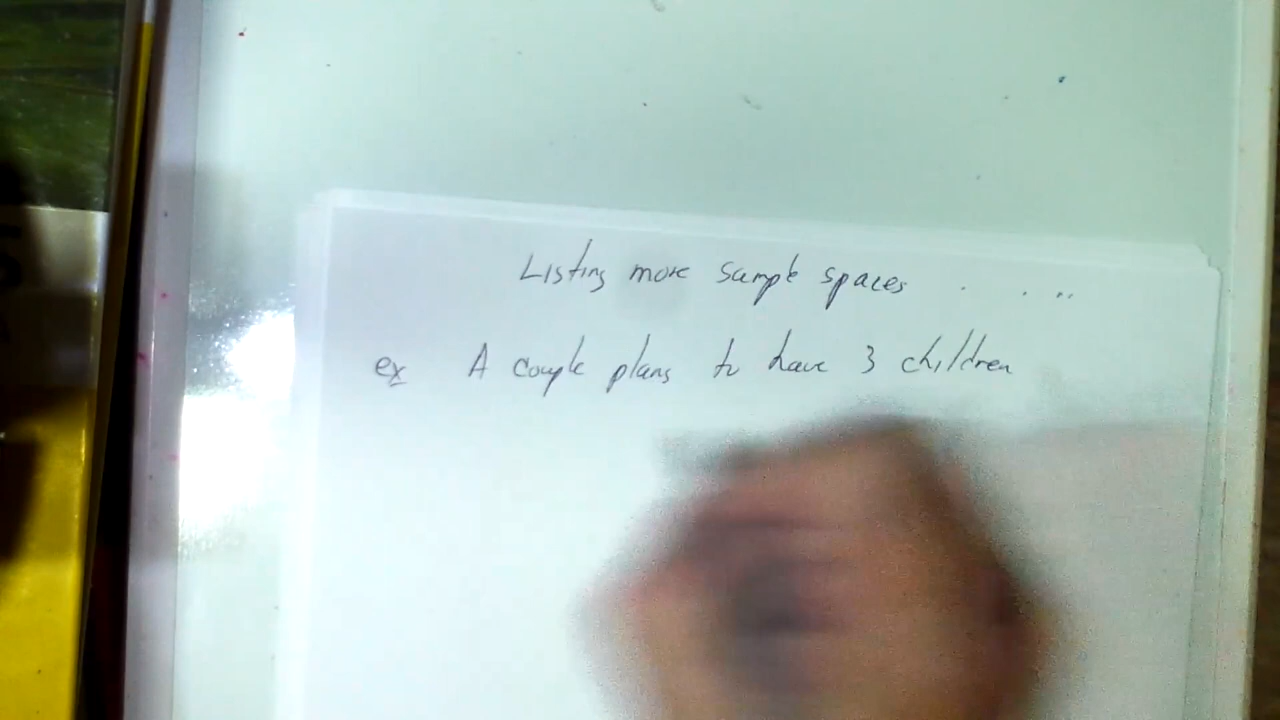 Listing more sample spaces . . . .
ex A couple plans to have 3 children